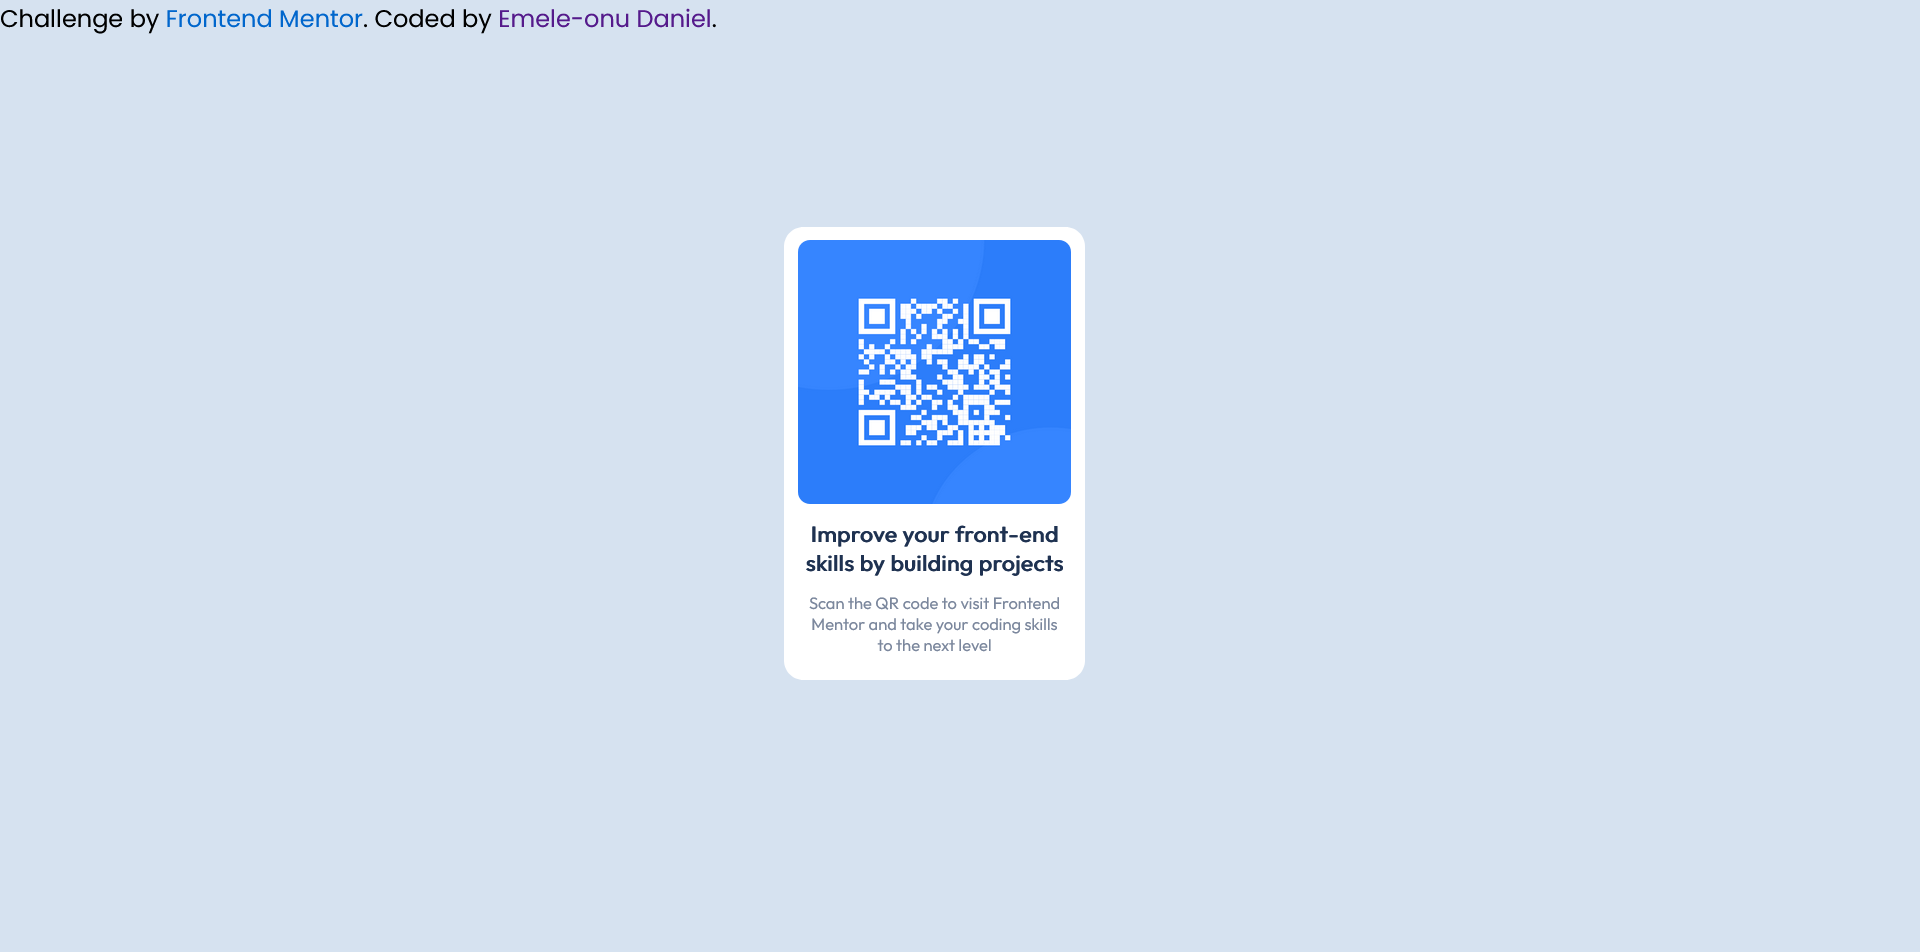 Challenge by Frontend Mentor. Coded by Emele-onu Daniel.
Improve your front-end
skills by building projects
Scan the QR code to visit Frontend
Mentor and take your coding skills
to the next level